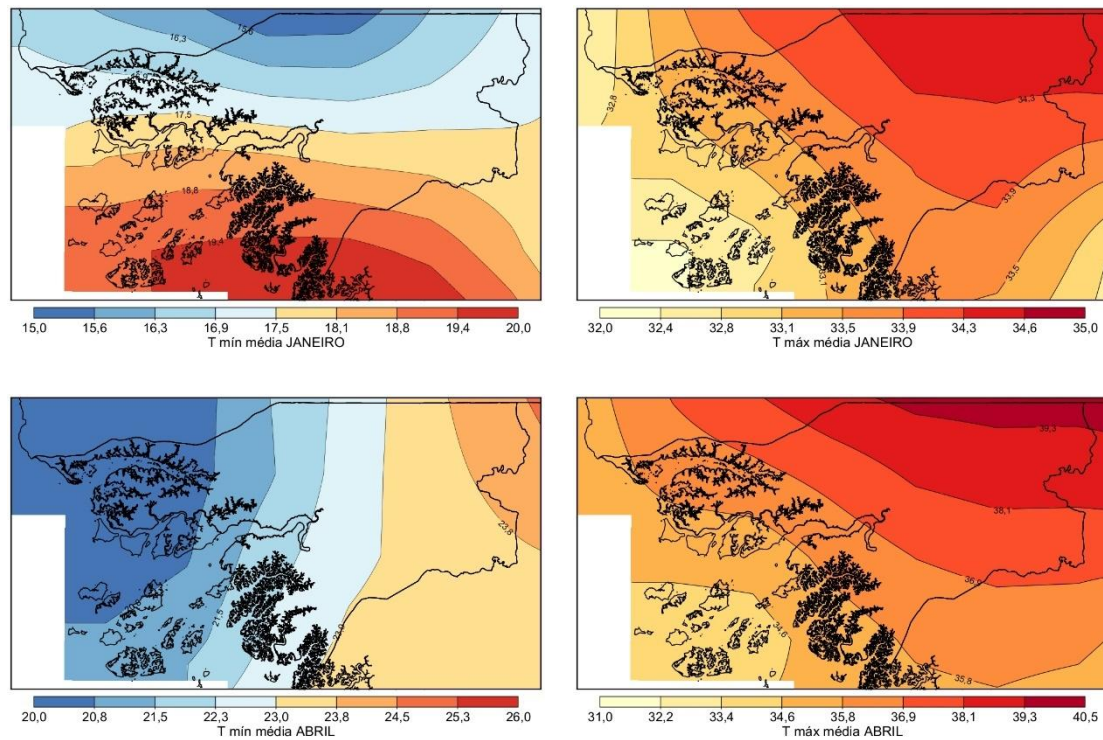 15,6
16,3
16,9
17,5
18,8
19,4
15,0 15,6 16,3 16,9 17,5 18,1 18,8 19,4 20,0
T mín média JANEIRO
32,8
34,3
33,9
33,5
33,1
32,0 32,4 32,8 33,1 33,5 33,9 34,3 34,6 35,0
T máx média JANEIRO
23,8
21,5
23,0
20,0 20,8 21,5 22,3 23,0 23,8 24,5 25,3 26,0
T mín média ABRIL
39,3
38,1
36,9
34,6
35,8
31,0 32,2 33,4 34,6 35,8 36,9 38,1 39,3 40,5
T máx média ABRIL